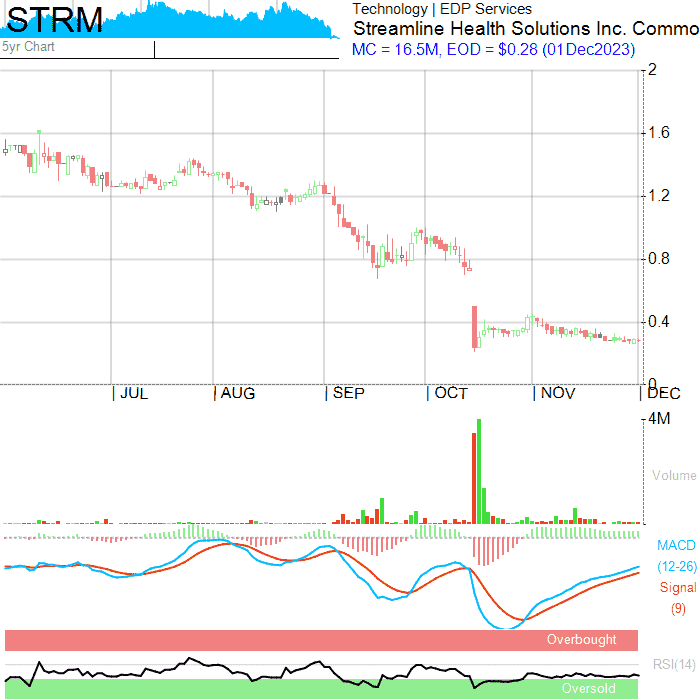 STRM
Technology | EDP Services
Streamline Health Solutions Inc. Commo
5yr Chart
MC = 16.5M, EOD = $0.28 (01Dec2023)
2
1.6
1.2
0.8
0.4
0
| JUL | AUG | SEP | OCT | NOV | DEC
4M
Volume
MACD
(12-26)
Signal
(9)
Overbought
RSI(14)
Oversold